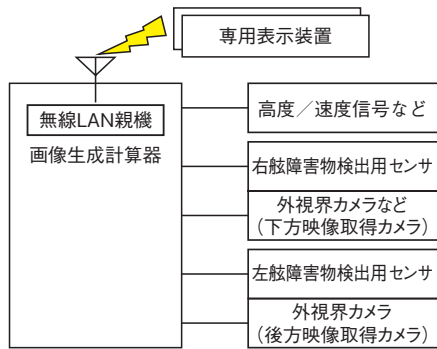 専用表示装置
無線LAN親機
画像生成計算器
高度／速度信号など
右舷障害物検出用センサ
外視界カメラなど
（下方映像取得カメラ）
左舷障害物検出用センサ
外視界カメラ
（後方映像取得カメラ）